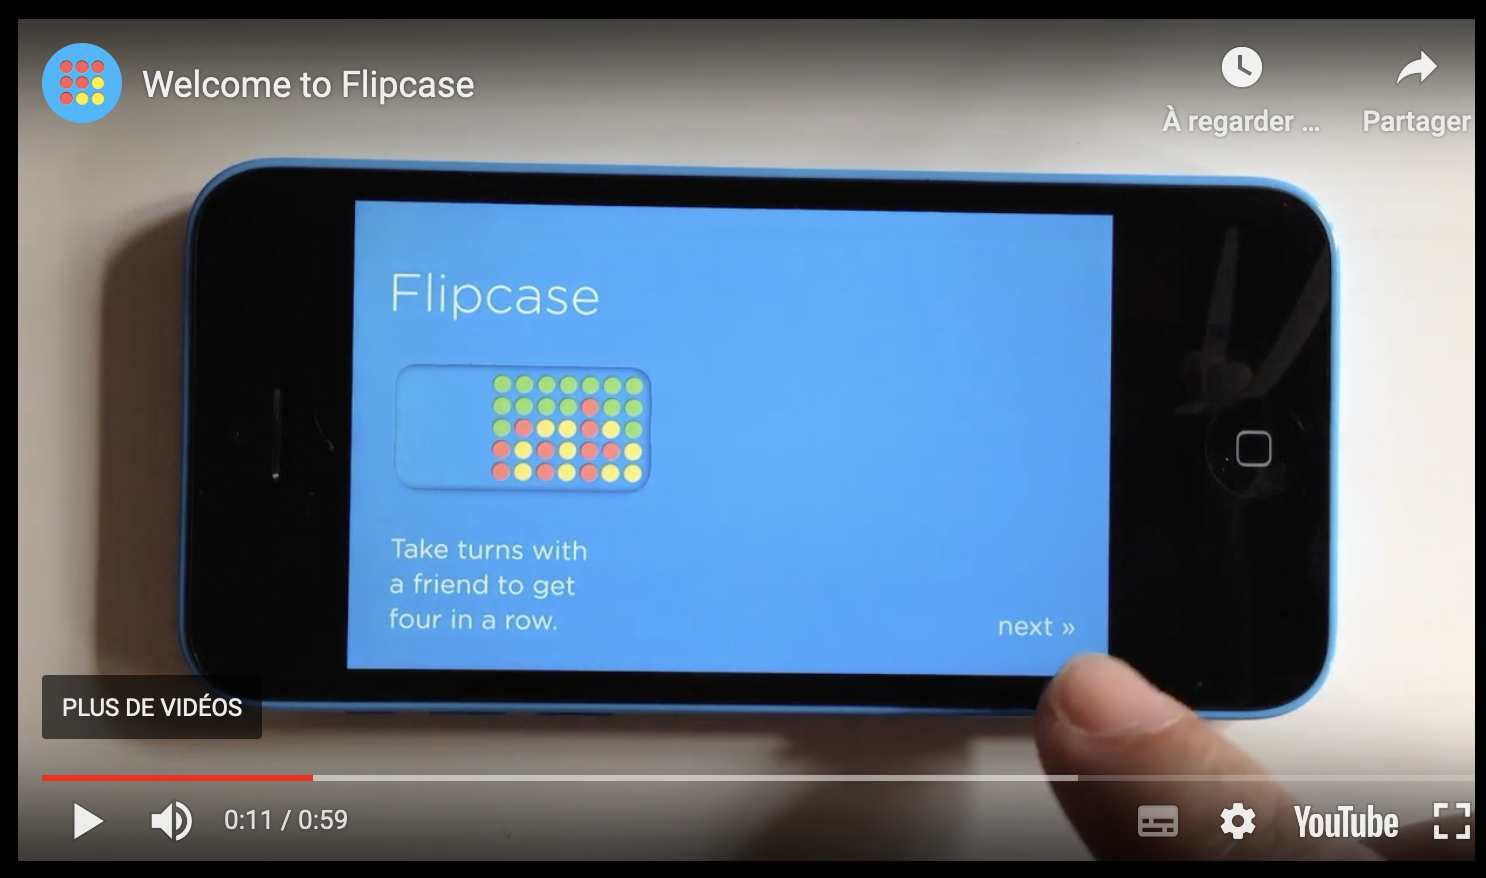 Welcome to Flipcase
À regarder ...
Partager
Flipcase
Take turns with
a friend to get
four in a row.
next »
PLUS DE VIDÉOS
0:11 / 0:59
YouTube